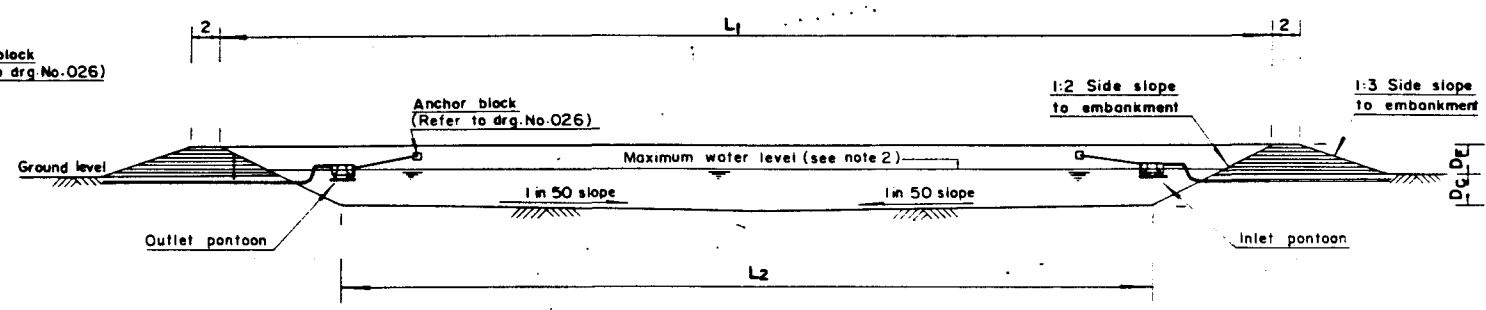 2
L1
2
block
drg.No.026)
Anchor block
(Refer to drg.No.026)
1:2 Side slope
to embankment
1:3 Side slope
to embankment
Ground level
Maximum water level (see note 2)
DE
1 in 50 slope
1 in 50 slope
DC
Outlet pontoon
Inlet pontoon
L2